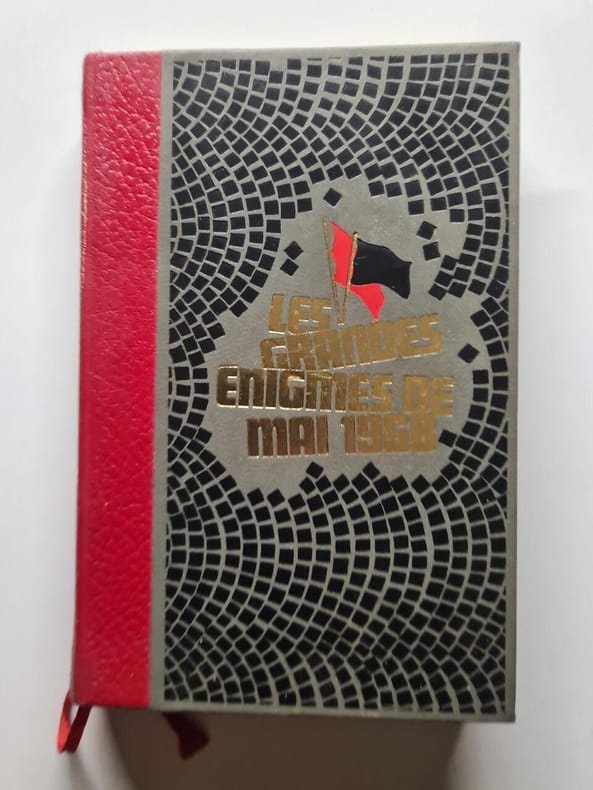 LES
GRANDES
ENIGMES DE
MAI 1968